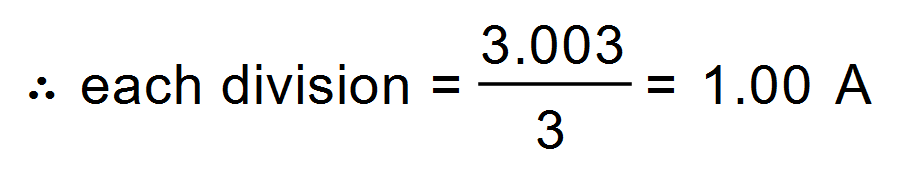 ∴ each division = 3.003/3 = 1.00 A